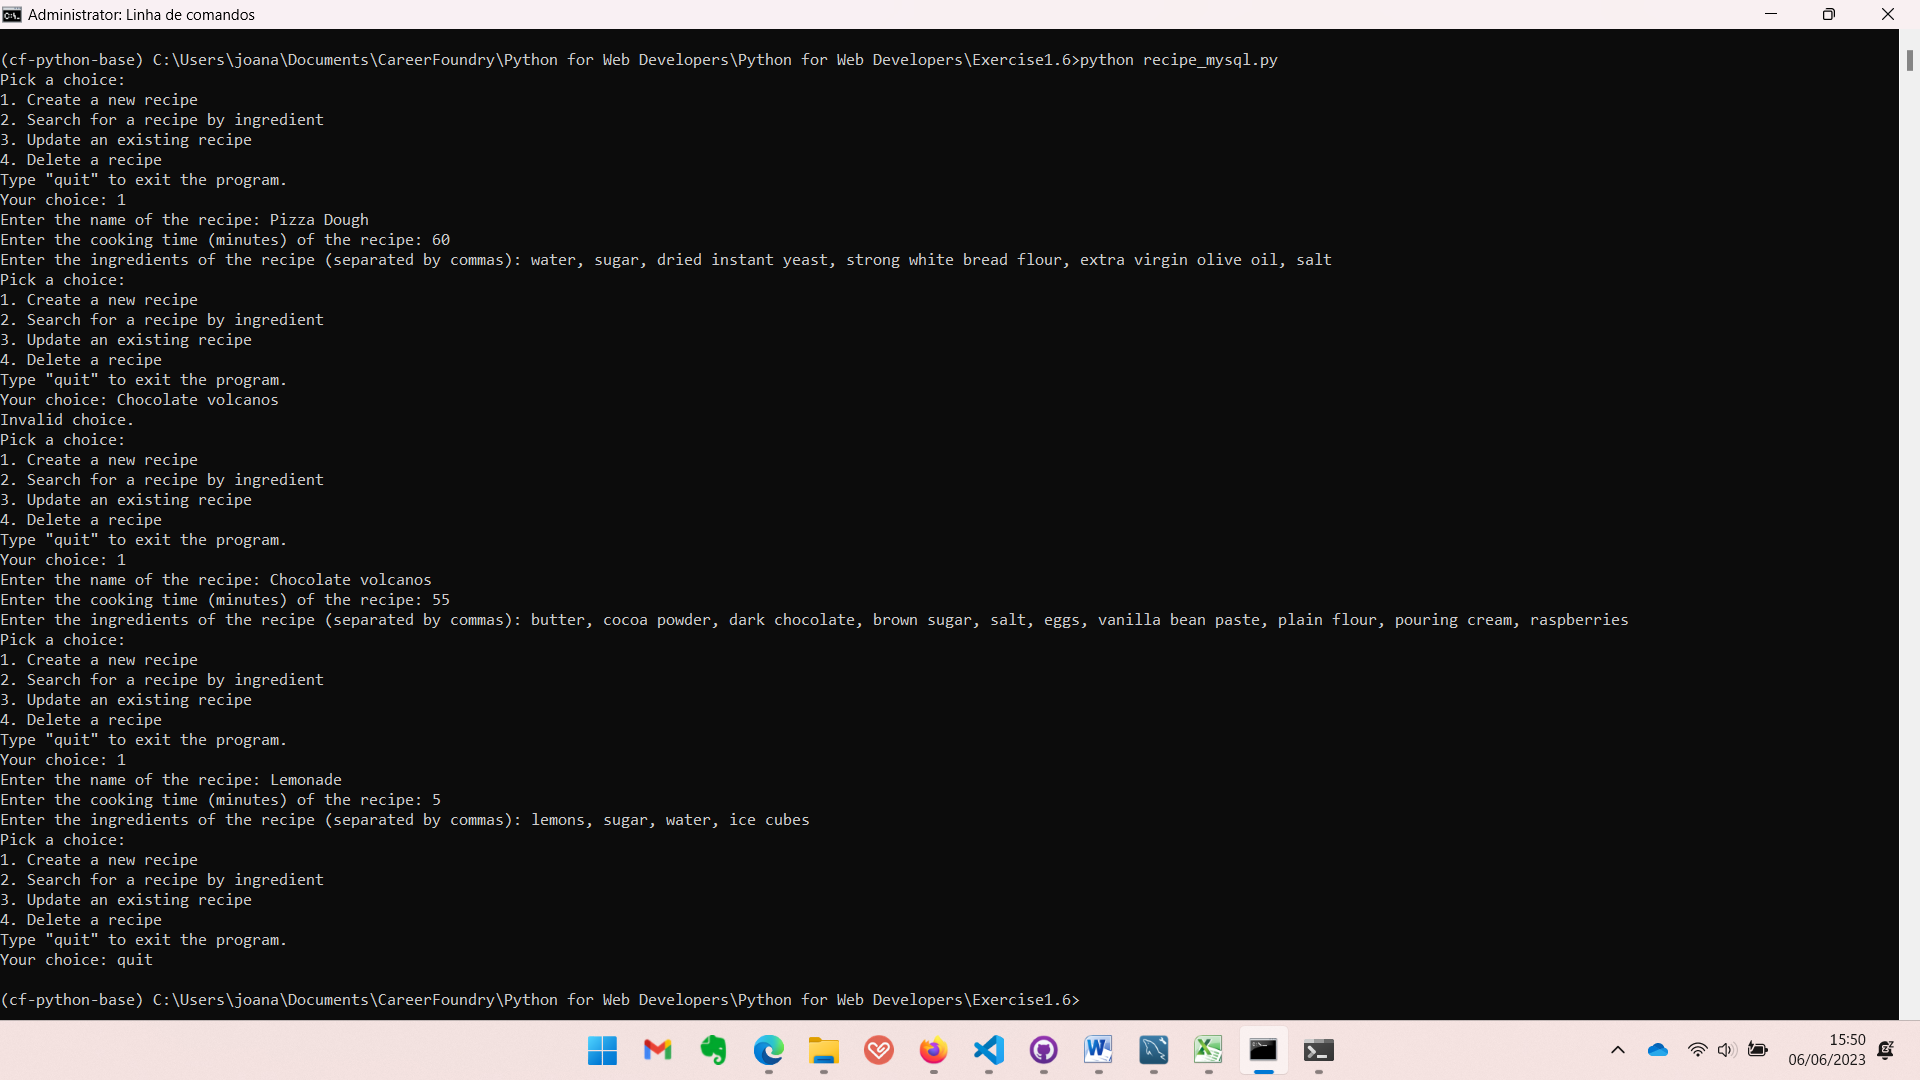 Administrator: Linha de comandos
(cf-python-base) C:\Users\joana\Documents\CareerFoundry\Python for Web Developers\Python for Web Developers\Exercise1.6>python recipe_mysql.py
Pick a choice:
1. Create a new recipe
2. Search for a recipe by ingredient
3. Update an existing recipe
4. Delete a recipe
Type "quit" to exit the program.
Your choice: 1
Enter the name of the recipe: Pizza Dough
Enter the cooking time (minutes) of the recipe: 60
Enter the ingredients of the recipe (separated by commas): water, sugar, dried instant yeast, strong white bread flour, extra virgin olive oil, salt
Pick a choice:
1. Create a new recipe
2. Search for a recipe by ingredient
3. Update an existing recipe
4. Delete a recipe
Type "quit" to exit the program.
Your choice: Chocolate volcanos
Invalid choice.
Pick a choice:
1. Create a new recipe
2. Search for a recipe by ingredient
3. Update an existing recipe
4. Delete a recipe
Type "quit" to exit the program.
Your choice: 1
Enter the name of the recipe: Chocolate volcanos
Enter the cooking time (minutes) of the recipe: 55
Enter the ingredients of the recipe (separated by commas): butter, cocoa powder, dark chocolate, brown sugar, salt, eggs, vanilla bean paste, plain flour, pouring cream, raspberries
Pick a choice:
1. Create a new recipe
2. Search for a recipe by ingredient
3. Update an existing recipe
4. Delete a recipe
Type "quit" to exit the program.
Your choice: 1
Enter the name of the recipe: Lemonade
Enter the cooking time (minutes) of the recipe: 5
Enter the ingredients of the recipe (separated by commas): lemons, sugar, water, ice cubes
Pick a choice:
1. Create a new recipe
2. Search for a recipe by ingredient
3. Update an existing recipe
4. Delete a recipe
Type "quit" to exit the program.
Your choice: quit
(cf-python-base) C:\Users\joana\Documents\CareerFoundry\Python for Web Developers\Python for Web Developers\Exercise1.6>
15:50
06/06/2023